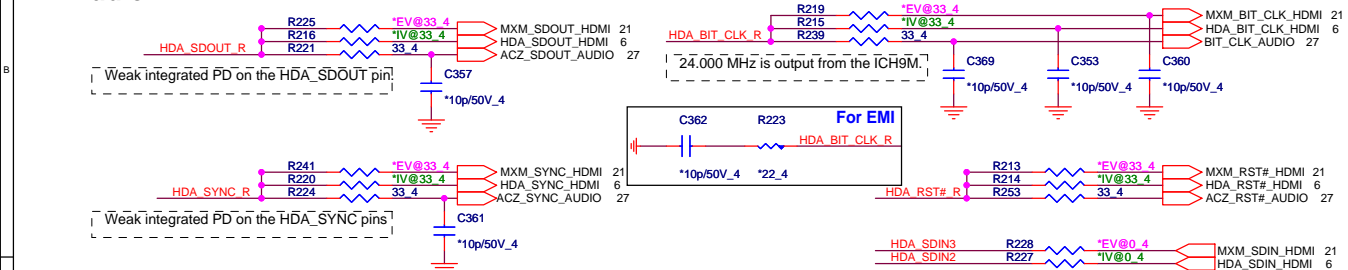 R225 *EV@33_4 MXM_SDOUT_HDMI 21
R216 *IV@33_4 HDA_SDOUT_HDMI 6
HDA_SDOUT_R R221 33_4 ACZ_SDOUT_AUDIO 27
Weak integrated PD on the HDA_SDOUT pin.
C357
*10p/50V_4
R219 *EV@33_4 MXM_BIT_CLK_HDMI 21
R215 *IV@33_4 HDA_BIT_CLK_HDMI 6
HDA_BIT_CLK_R R239 33_4 BIT_CLK_AUDIO 27
24.000 MHz is output from the ICH9M.
C369 C353 C360
*10p/50V_4 *10p/50V_4 *10p/50V_4
B
For EMI
C362 R223 HDA_BIT_CLK_R
*10p/50V_4 *22_4
R241 *EV@33_4 MXM_SYNC_HDMI 21
R220 *IV@33_4 HDA_SYNC_HDMI 6
HDA_SYNC_R R224 33_4 ACZ_SYNC_AUDIO 27
Weak integrated PD on the HDA_SYNC pins
C361
*10p/50V_4
R213 *EV@33_4 MXM_RST#_HDMI 21
R214 *IV@33_4 HDA_RST#_HDMI 6
HDA_RST#_R R253 33_4 ACZ_RST#_AUDIO 27
HDA_SDIN3 R228 *EV@0_4 MXM_SDIN_HDMI 21
HDA_SDIN2 R227 *IV@0_4 HDA_SDIN_HDMI 6